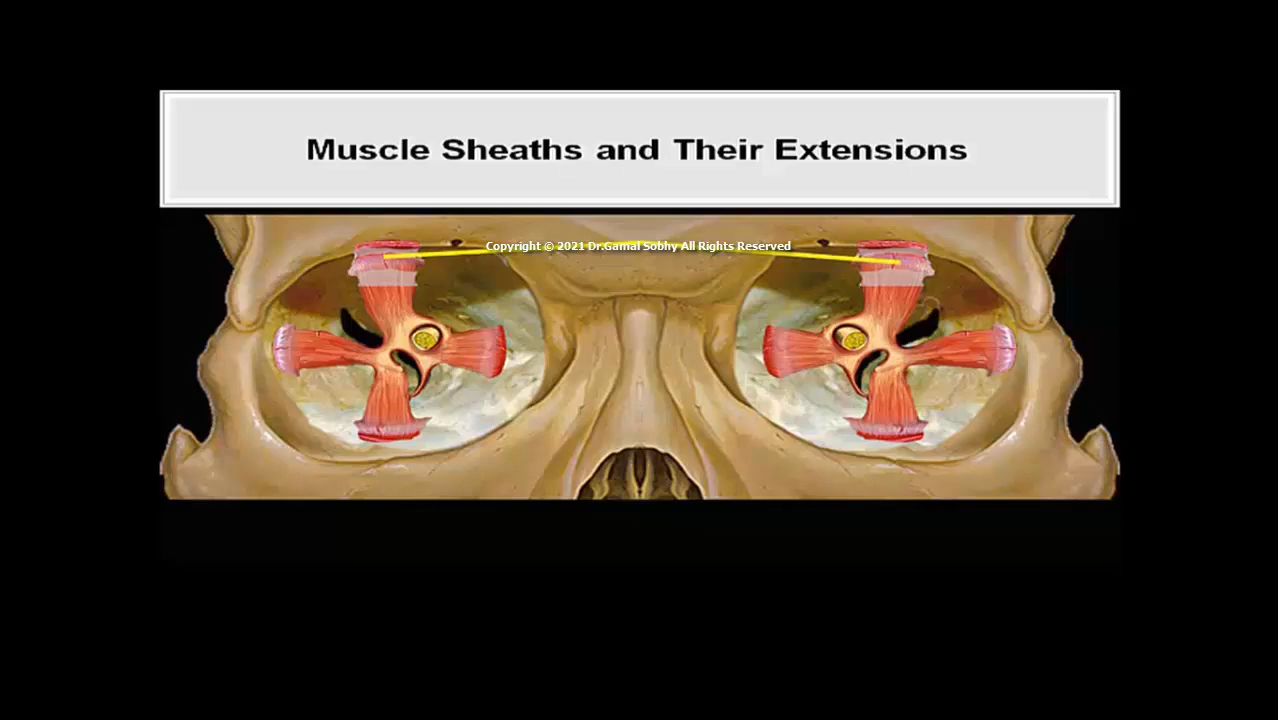 Muscle Sheaths and Their Extensions
Copyright © 2021 Dr.Gamal Sobhy All Rights Reserved